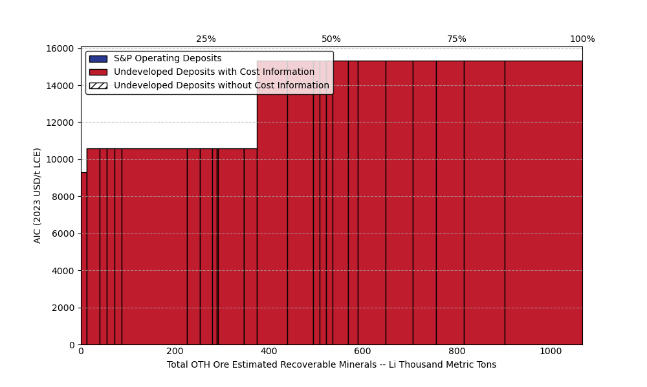 25% 50% 75% 100%
16000
14000
12000
10000
8000
6000
4000
2000
0
AIC (2023 USD/t LCE)
S&P Operating Deposits
Undeveloped Deposits with Cost Information
Undeveloped Deposits without Cost Information
0 200 400 600 800 1000
Total OTH Ore Estimated Recoverable Minerals -- Li Thousand Metric Tons